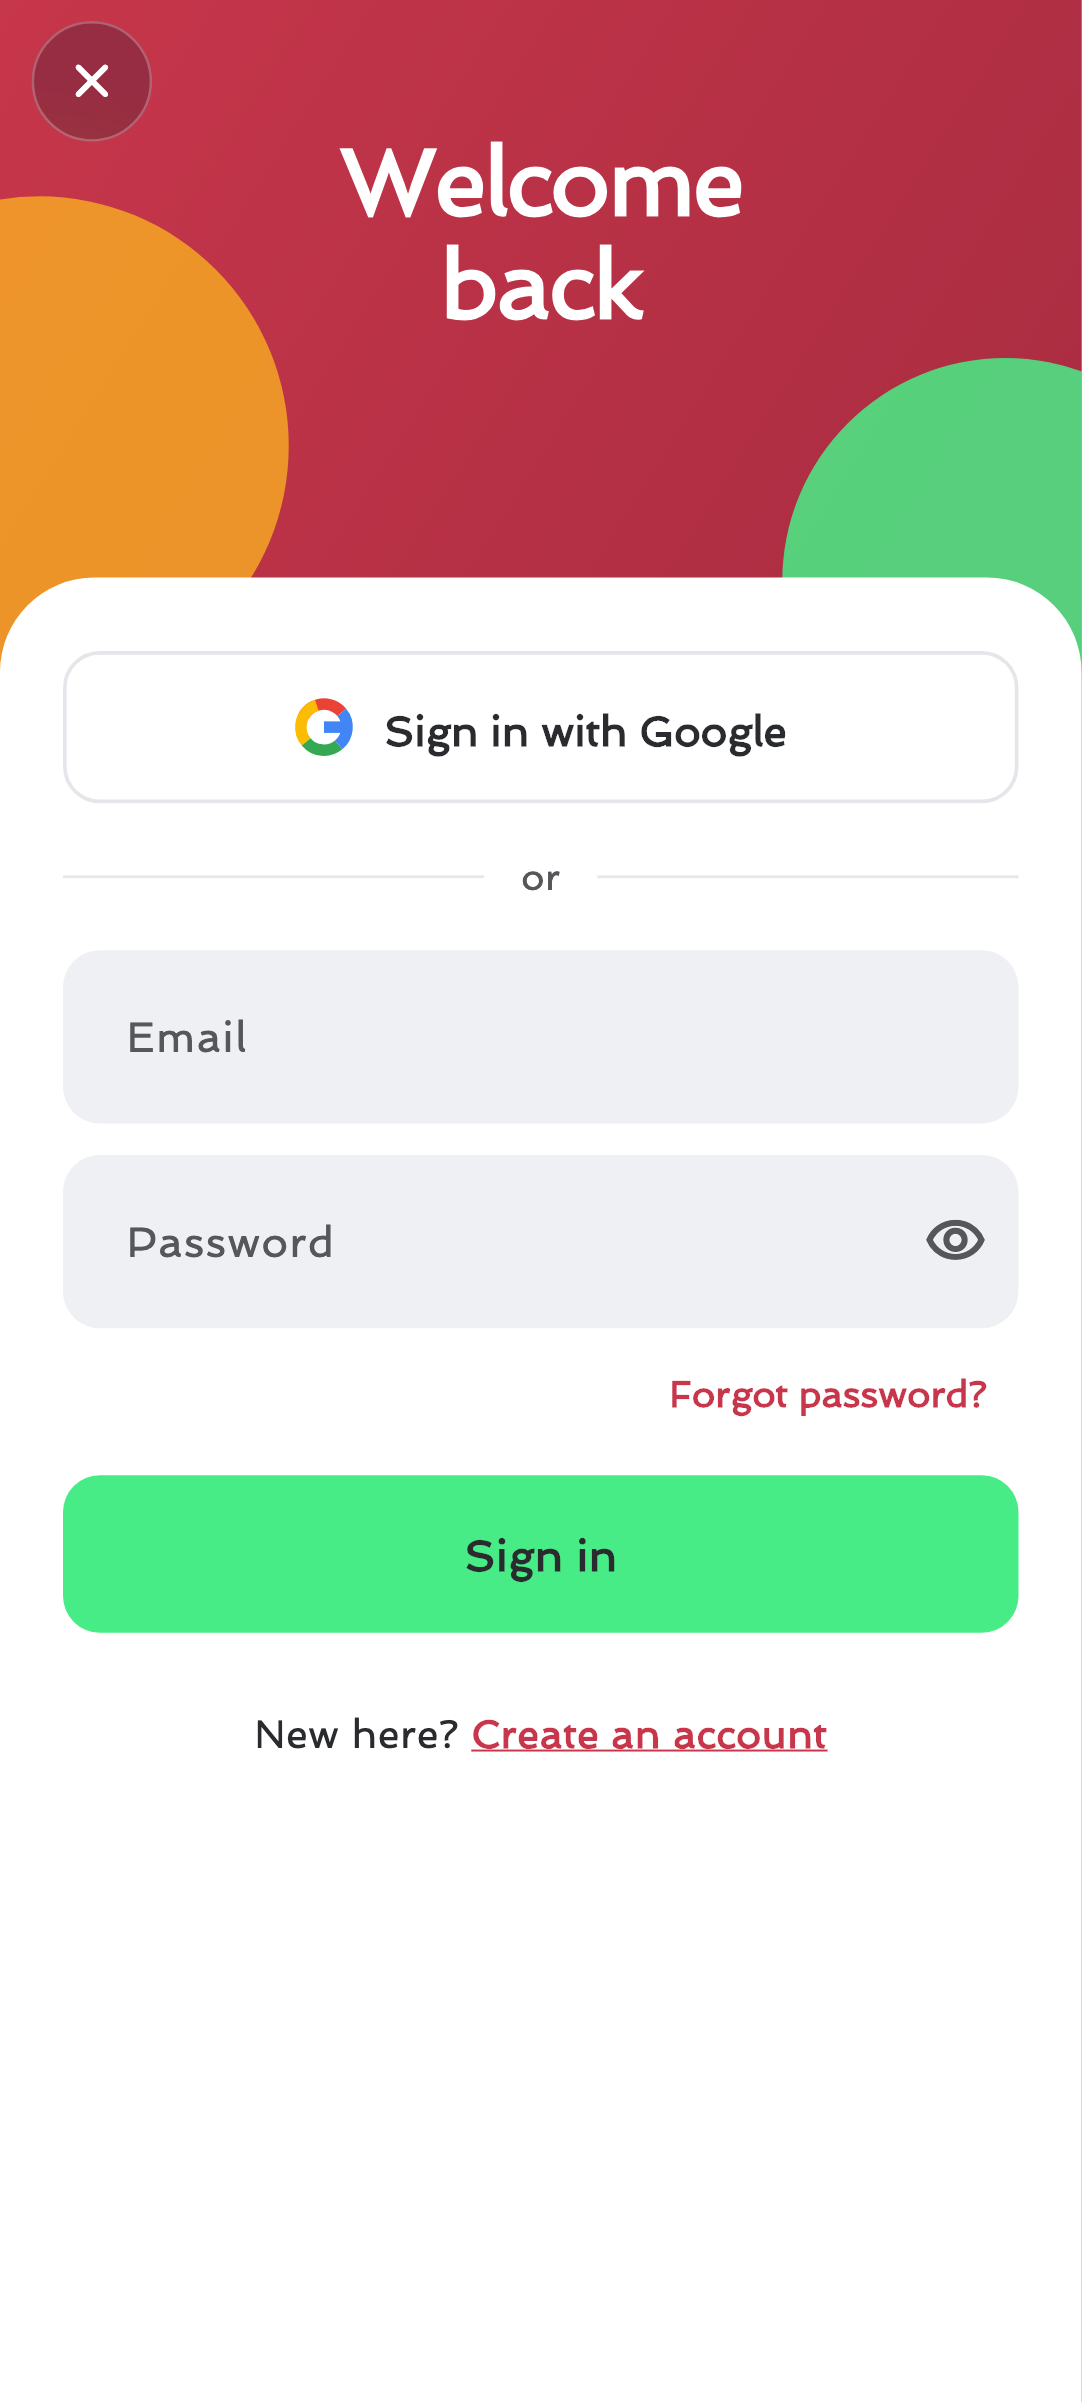 Welcome
back
Sign in with Google
or
Email
Password
Forgot password?
Sign in
New here? Create an account